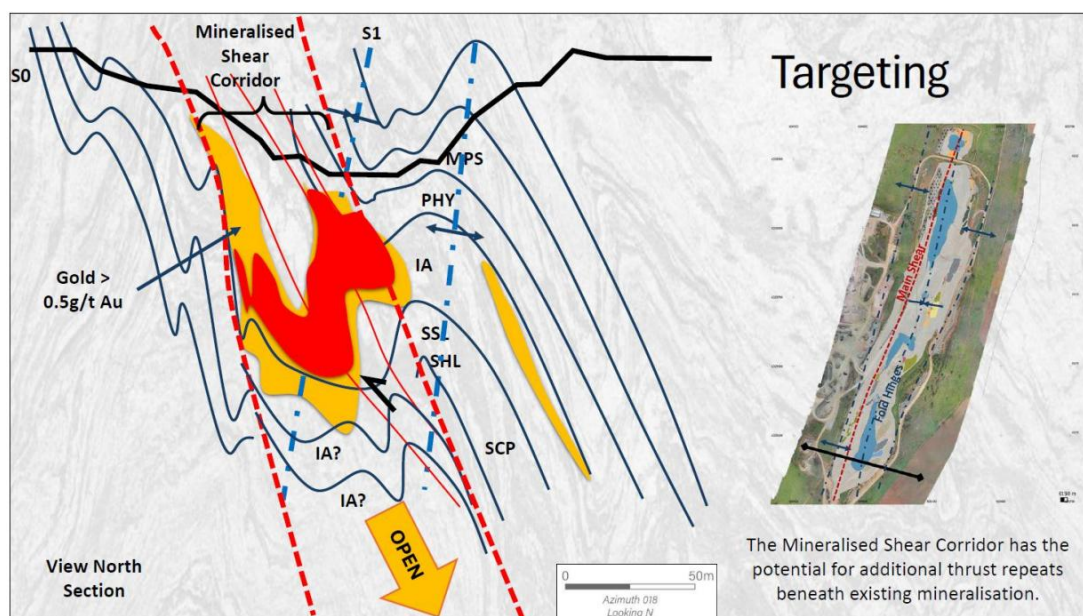 Mineralised
Shear
Corridor
S1
S0
MPS
PHY
IA
Gold >
0.5g/t Au
SSL
SHL
SCP
IA?
IA?
OPEN
View North
Section
0 50m
Azimuth 018
Looking N
Targeting
Main Shear
Fold Hinges
The Mineralised Shear Corridor has the
potential for additional thrust repeats
beneath existing mineralisation.